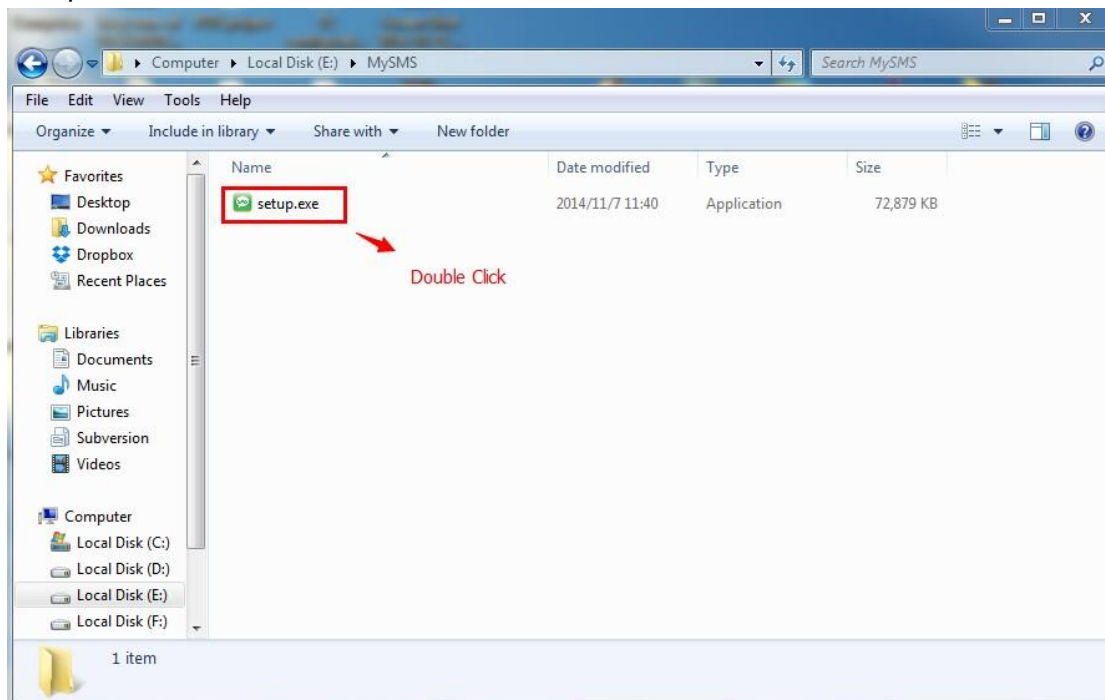 Computer ▸ Local Disk (E:) ▸ MySMS
Search MySMS
File Edit View Tools Help
Organize Include in library Share with New folder
Name Date modified Type Size
setup.exe 2014/11/7 11:40 Application 72,879 KB
Double Click
Favorites
Desktop
Downloads
Dropbox
Recent Places
Libraries
Documents
Music
Pictures
Subversion
Videos
Computer
Local Disk (C:)
Local Disk (D:)
Local Disk (E:)
Local Disk (F:)
1 item